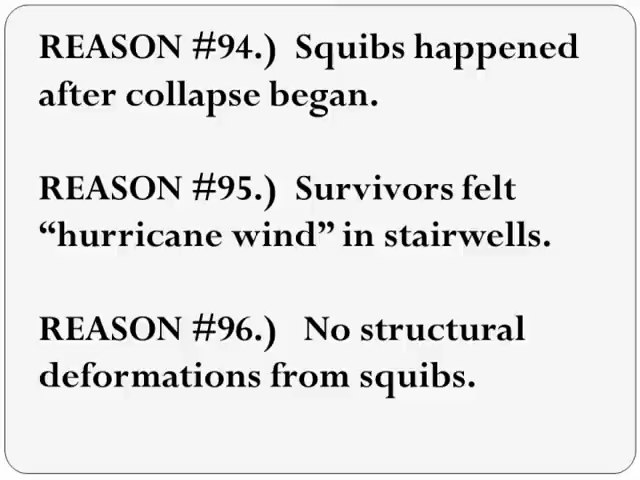 REASON #94.) Squibs happened
after collapse began.
REASON #95.) Survivors felt
“hurricane wind” in stairwells.
REASON #96.) No structural
deformations from squibs.